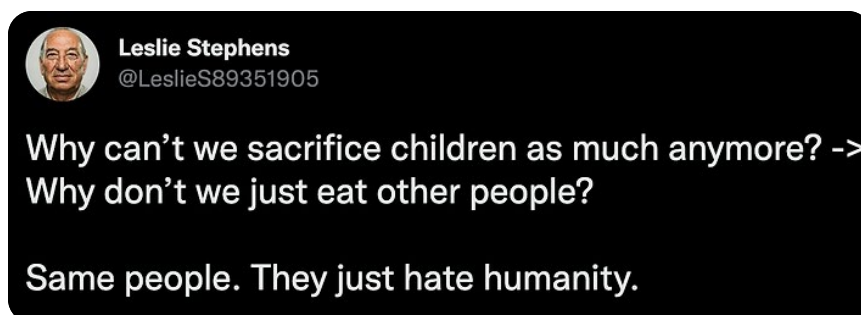 Leslie Stephens
@LeslieS89351905
Why can’t we sacrifice children as much anymore? ->
Why don’t we just eat other people?
Same people. They just hate humanity.